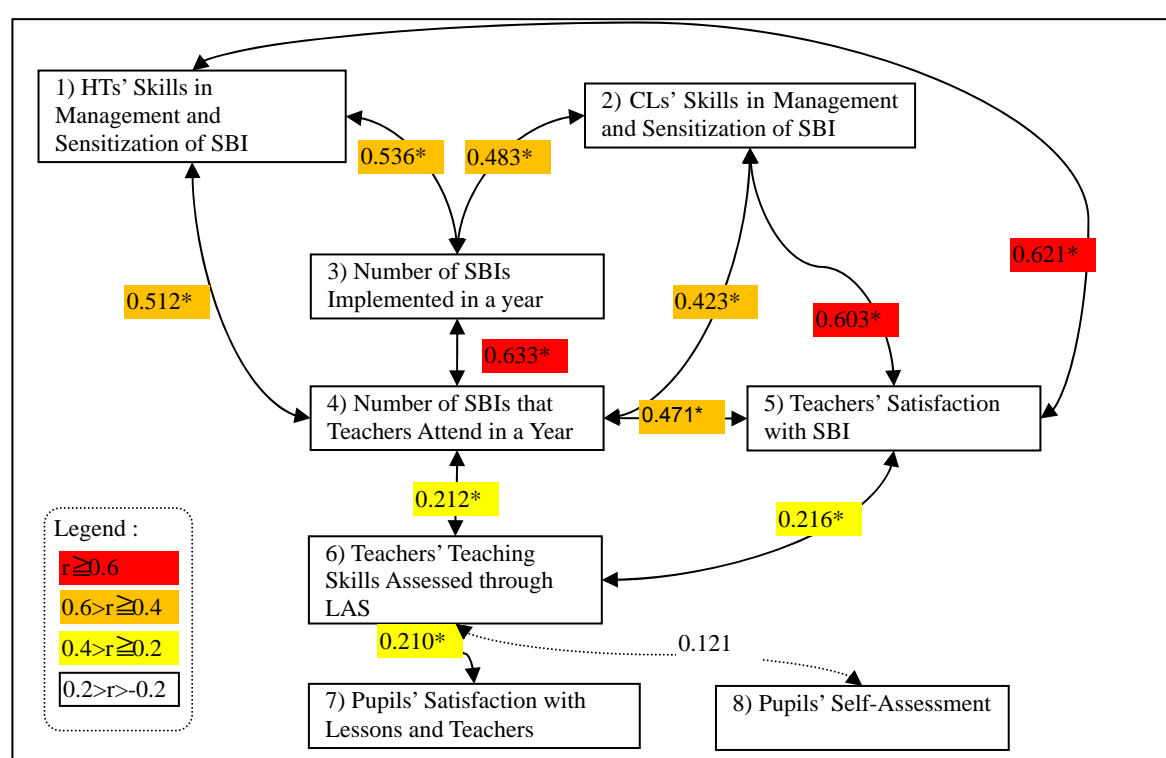 1) HTs' Skills in
Management and
Sensitization of SBI
2) CLs' Skills in Management
and Sensitization of SBI
0.536*
0.483*
0.621*
3) Number of SBIs
Implemented in a year
0.512*
0.423*
0.603*
0.633*
4) Number of SBIs that
Teachers Attend in a Year
0.471*
5) Teachers' Satisfaction
with SBI
0.212*
0.216*
Legend :
r≧0.6
0.6>r≧0.4
0.4>r≧0.2
0.2>r>-0.2
6) Teachers' Teaching
Skills Assessed through
LAS
0.210*
0.121
7) Pupils' Satisfaction with
Lessons and Teachers
8) Pupils' Self-Assessment